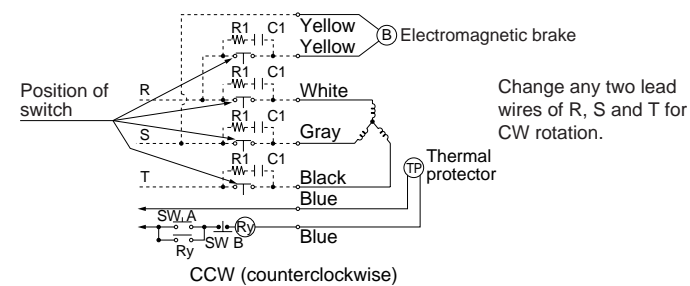 R1 C1
Yellow
Yellow
B Electromagnetic brake
R1 C1
Position of
switch
R
White
Change any two lead
wires of R, S and T for
CW rotation.
R1 C1
S
Gray
R1 C1
T
Black
TP Thermal
protector
Blue
SW A
Ry
SW B
Ry
Blue
CCW (counterclockwise)